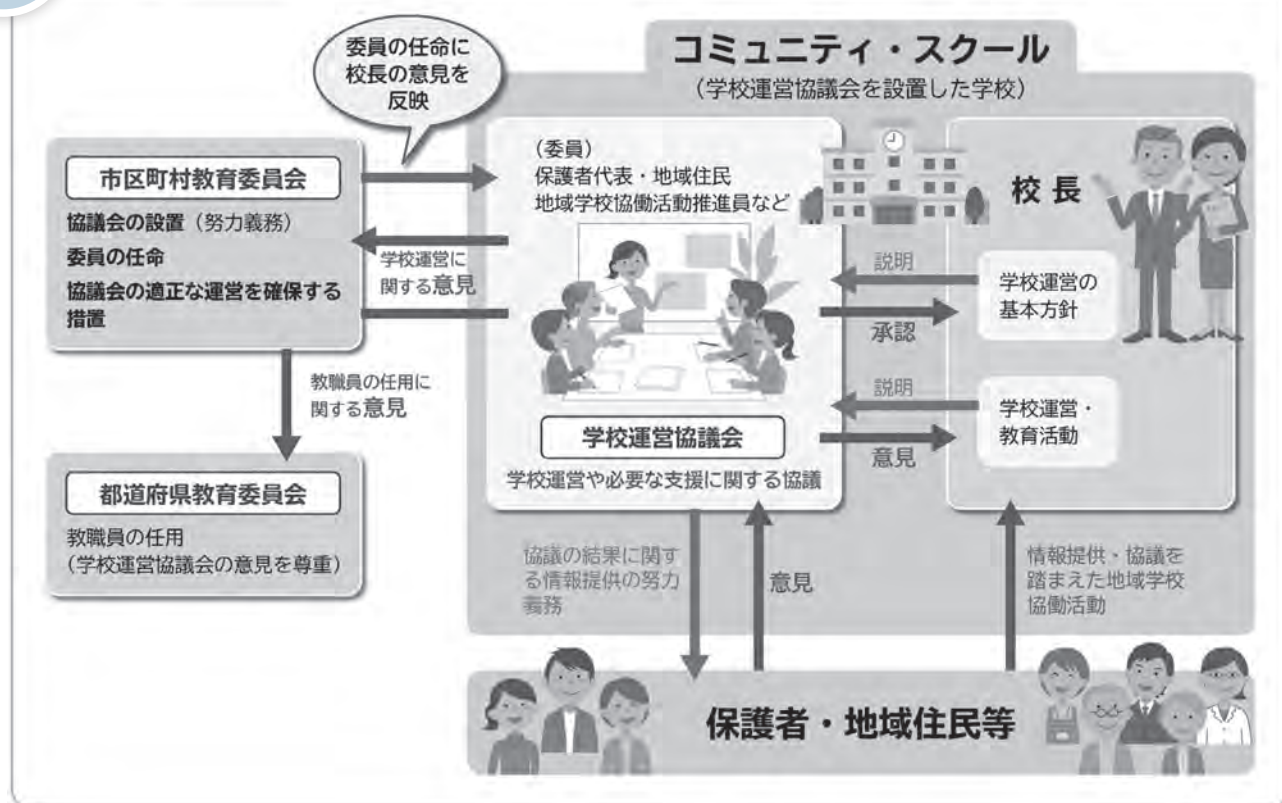 コミュニティ・スクール
（学校運営協議会を設置した学校）
委員の任命に
校長の意見を
反映
市区町村教育委員会
協議会の設置（努力義務）
委員の任命
協議会の適正な運営を確保する
措置
学校運営に
関する意見
教職員の任用に
関する意見
都道府県教育委員会
教職員の任用
（学校運営協議会の意見を尊重）
（委員）
保護者代表・地域住民
地域学校協働活動推進員など
学校運営協議会
学校運営や必要な支援に関する協議
校長
説明
承認
学校運営の
基本方針
説明
意見
学校運営・
教育活動
協議の結果に関す
る情報提供の努力
義務
意見
情報提供・協議を
踏まえた地域学校
協働活動
保護者・地域住民等